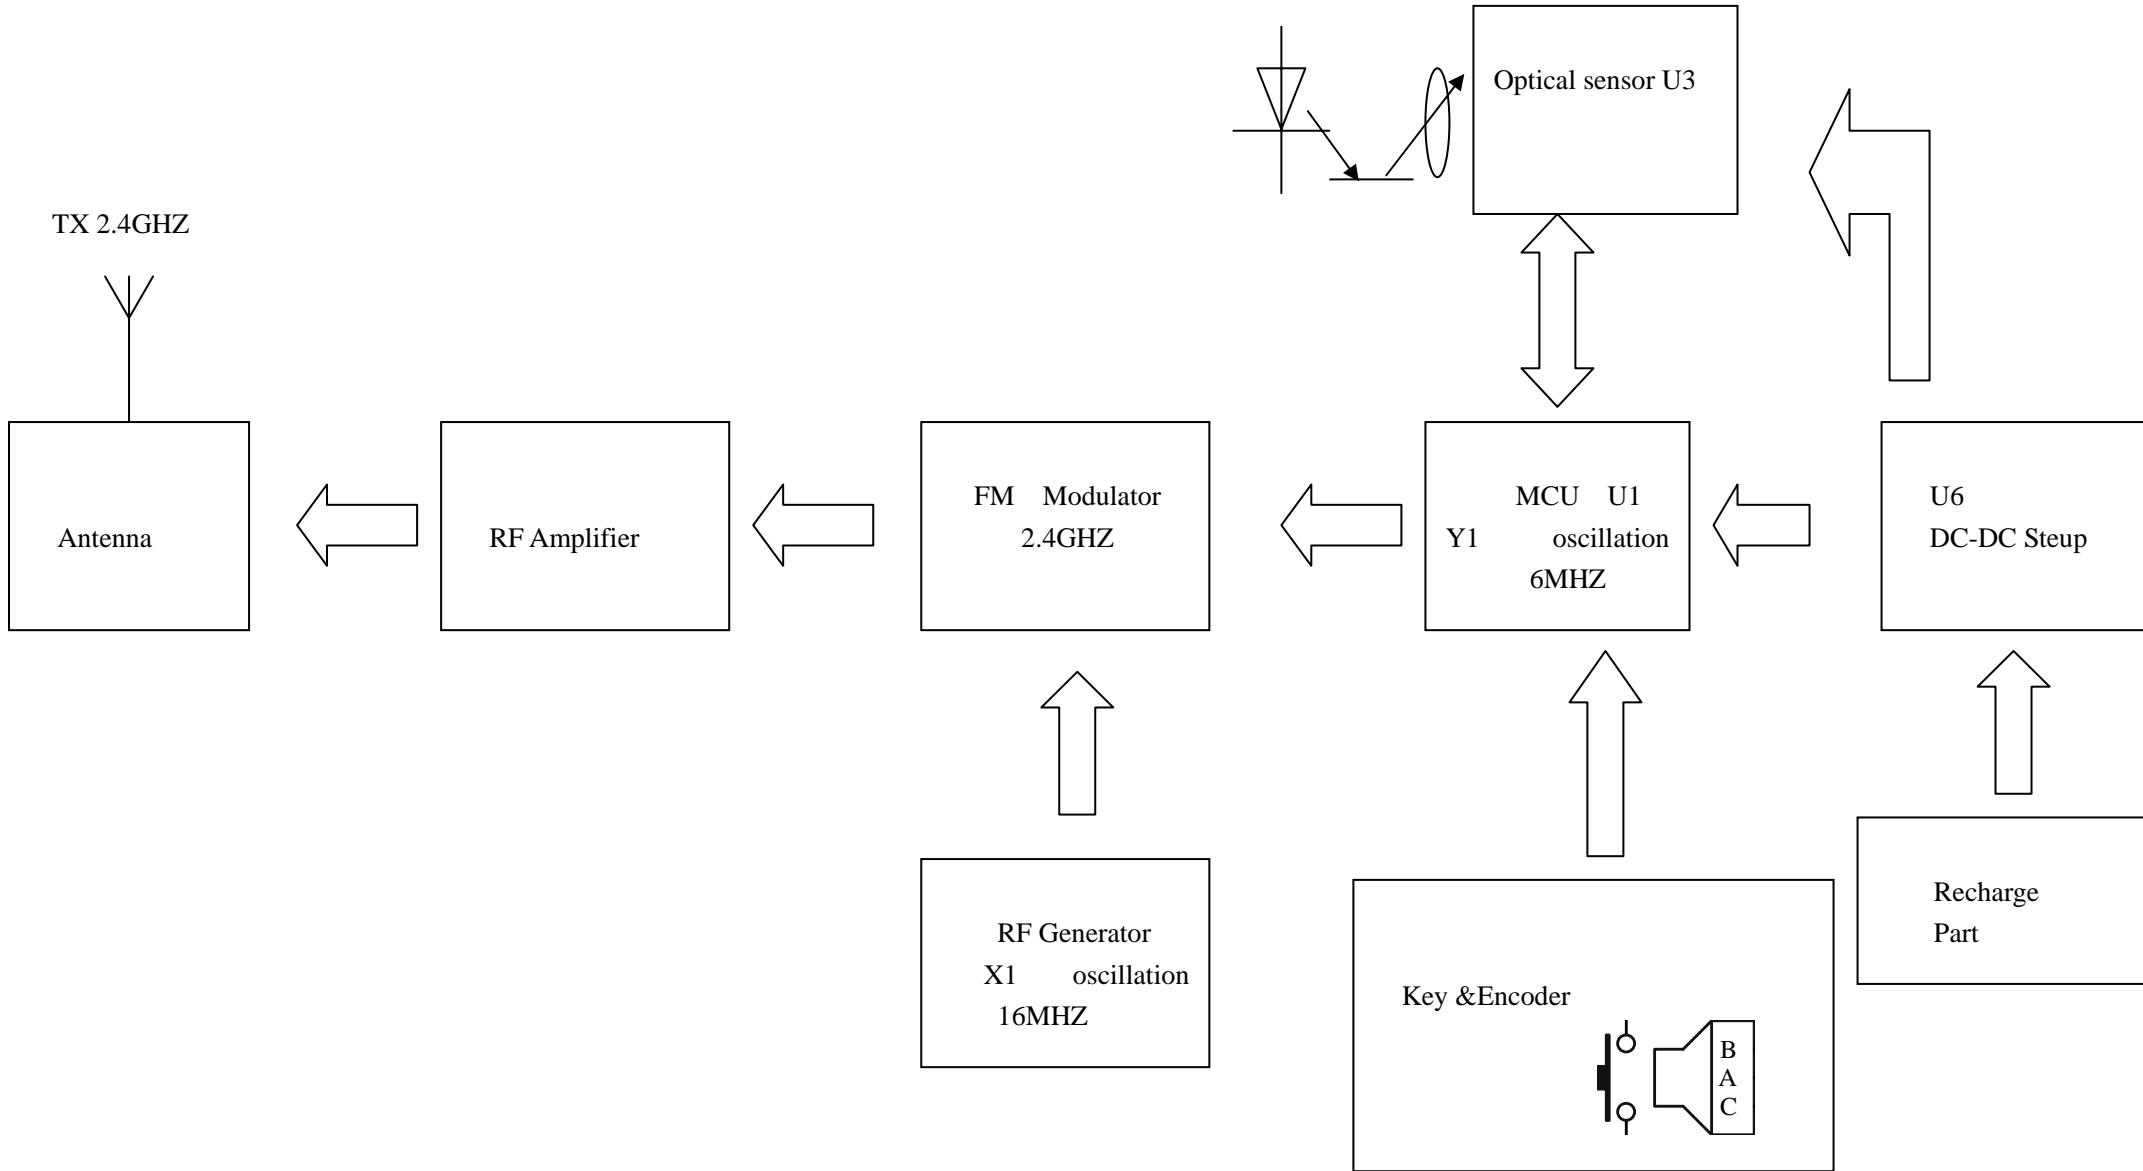 Optical sensor U3
TX 2.4GHZ
Antenna
RF Amplifier
FM Modulator
2.4GHZ
MCU U1
Y1 oscillation
6MHZ
U6
DC-DC Steup
RF Generator
X1 oscillation
16MHZ
Key &Encoder
B
A
C
Recharge
Part